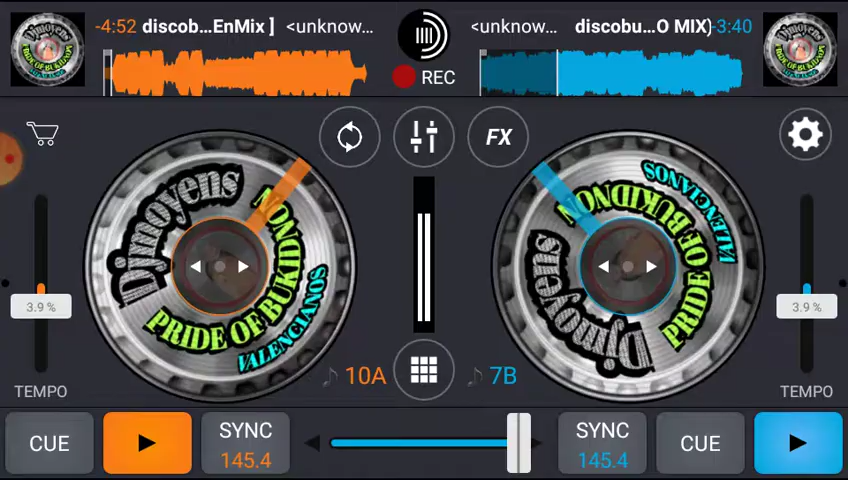 -4:52 discob...EnMix ] <unknow...
<unknow... discobu...O MIX) -3:40
REC
FX
Djmoyens
PRIDE OF BUKIDNON
VALENCIANOS
Djmoyens
PRIDE OF BUKIDNON
VALENCIANOS
3.9 %
3.9 %
TEMPO
10A
7B
TEMPO
CUE
SYNC
145.4
SYNC
145.4
CUE